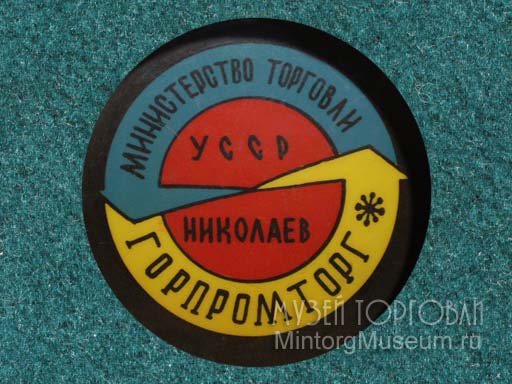 МИНИСТЕРСТВО ТОРГОВЛИ
УССР
НИКОЛАЕВ
ГОРПРОМТОРГ
МУЗЕЙ ТОРГОВЛИ
MintorgMuseum.ru